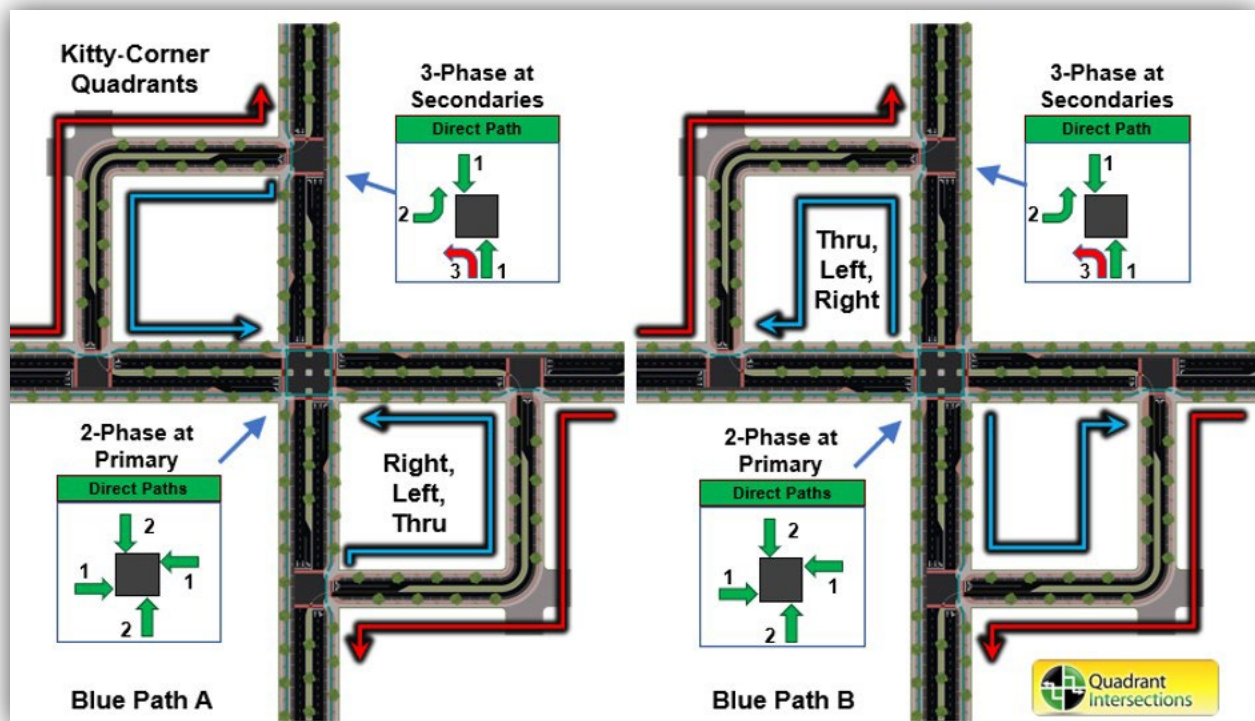 Kitty-Corner
Quadrants
3-Phase at
Secondaries
Direct Path
1
2
3
1
2-Phase at
Primary
Direct Paths
2
1
1
2
Right,
Left,
Thru
Blue Path A
3-Phase at
Secondaries
Direct Path
1
2
3
1
Thru,
Left,
Right
2-Phase at
Primary
Direct Paths
2
1
1
2
Blue Path B
Quadrant
Intersections